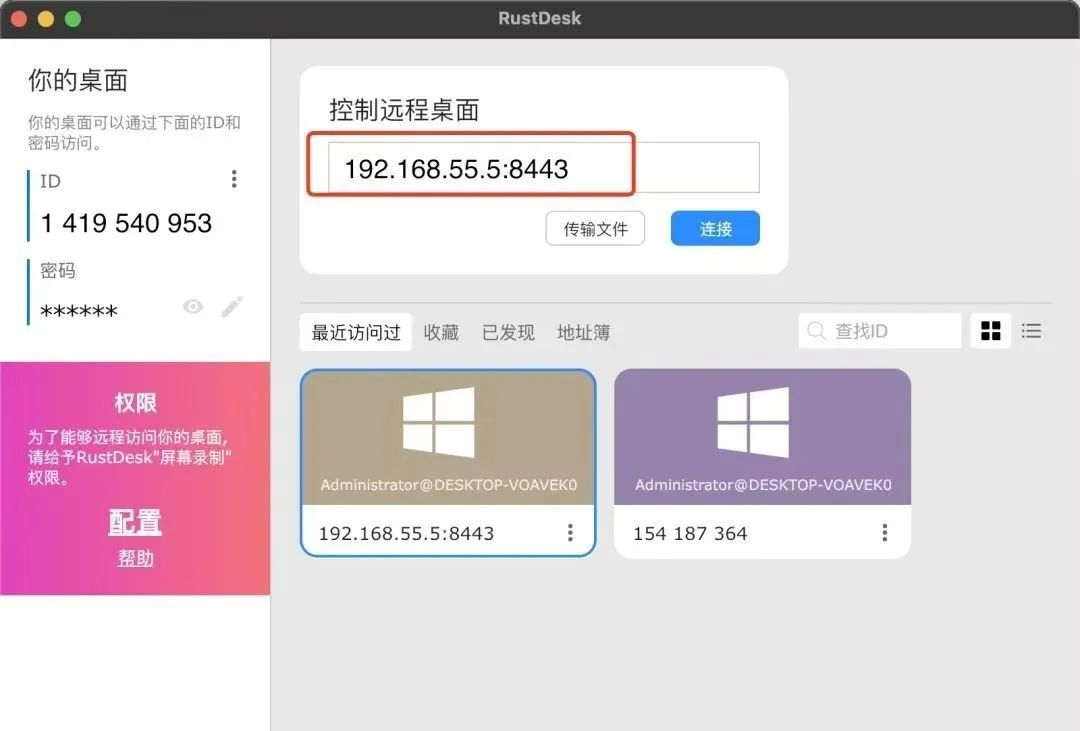 RustDesk
你的桌面
你的桌面可以通过下面的ID和
密码访问。
ID
1 419 540 953
密码
******
权限
为了能够远程访问你的桌面,
请给予RustDesk"屏幕录制"
权限。
配置
帮助
控制远程桌面
192.168.55.5:8443
传输文件
连接
最近访问过
收藏
已发现
地址簿
查找ID
Administrator@DESKTOP-VOAVEK0
192.168.55.5:8443
Administrator@DESKTOP-VOAVEK0
154 187 364